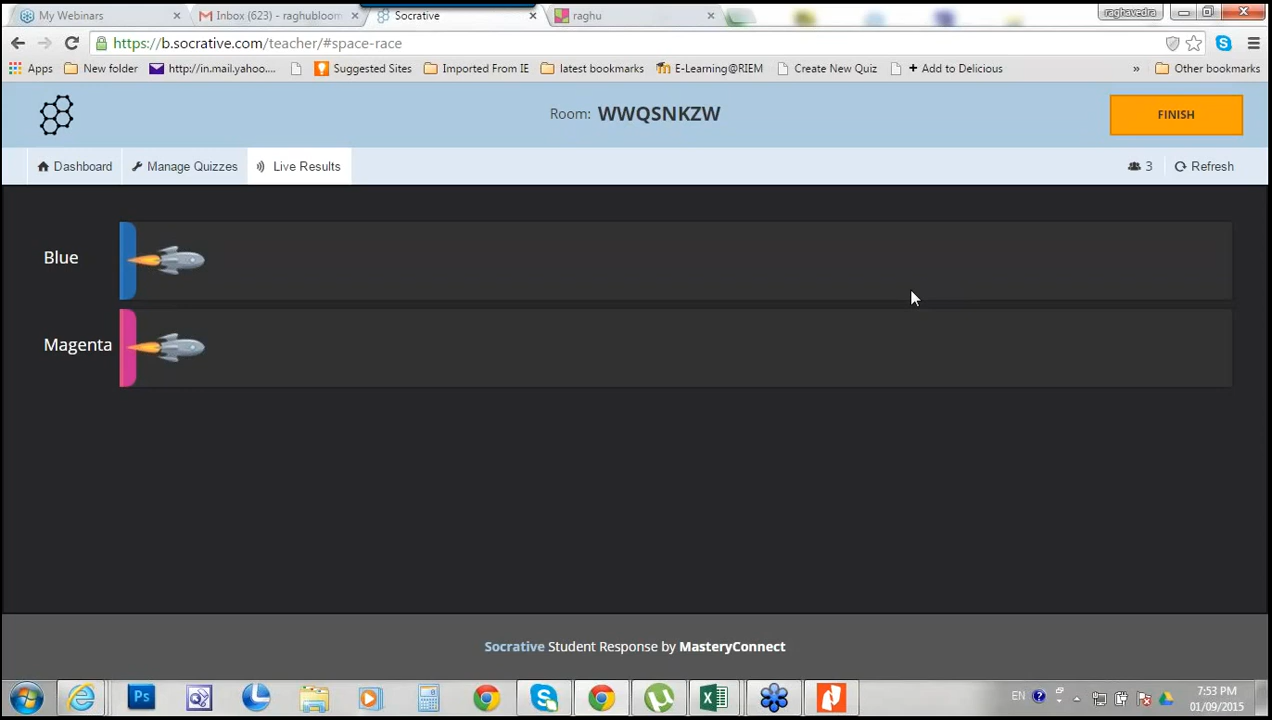 My Webinars
Inbox (623) - raghubloom
Socrative
raghu
raghavedra
https://b.socrative.com/teacher/#space-race
Apps
New folder
http://in.mail.yahoo....
Suggested Sites
Imported From IE
latest bookmarks
E-Learning@RIEM
Create New Quiz
+ Add to Delicious
»
Other bookmarks
Room: WWQSNKZW
FINISH
Dashboard
Manage Quizzes
Live Results
3
Refresh
Blue
Magenta
Socrative Student Response by MasteryConnect
Ps
EN
7:53 PM
01/09/2015